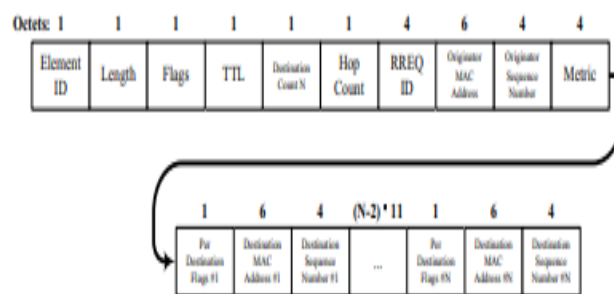 Octets: 1 1 1 1 1 1 4 6 4 4
Element ID
Length
Flags
TTL
Destination Count N
Hop Count
RREQ ID
Originator MAC Address
Originator Sequence Number
Metric
1 6 4 (N-2) * 11 1 6 4
Per Destination Flags #1
Destination MAC Address #1
Destination Sequence Number #1
...
Per Destination Flags #N
Destination MAC Address #N
Destination Sequence Number #N